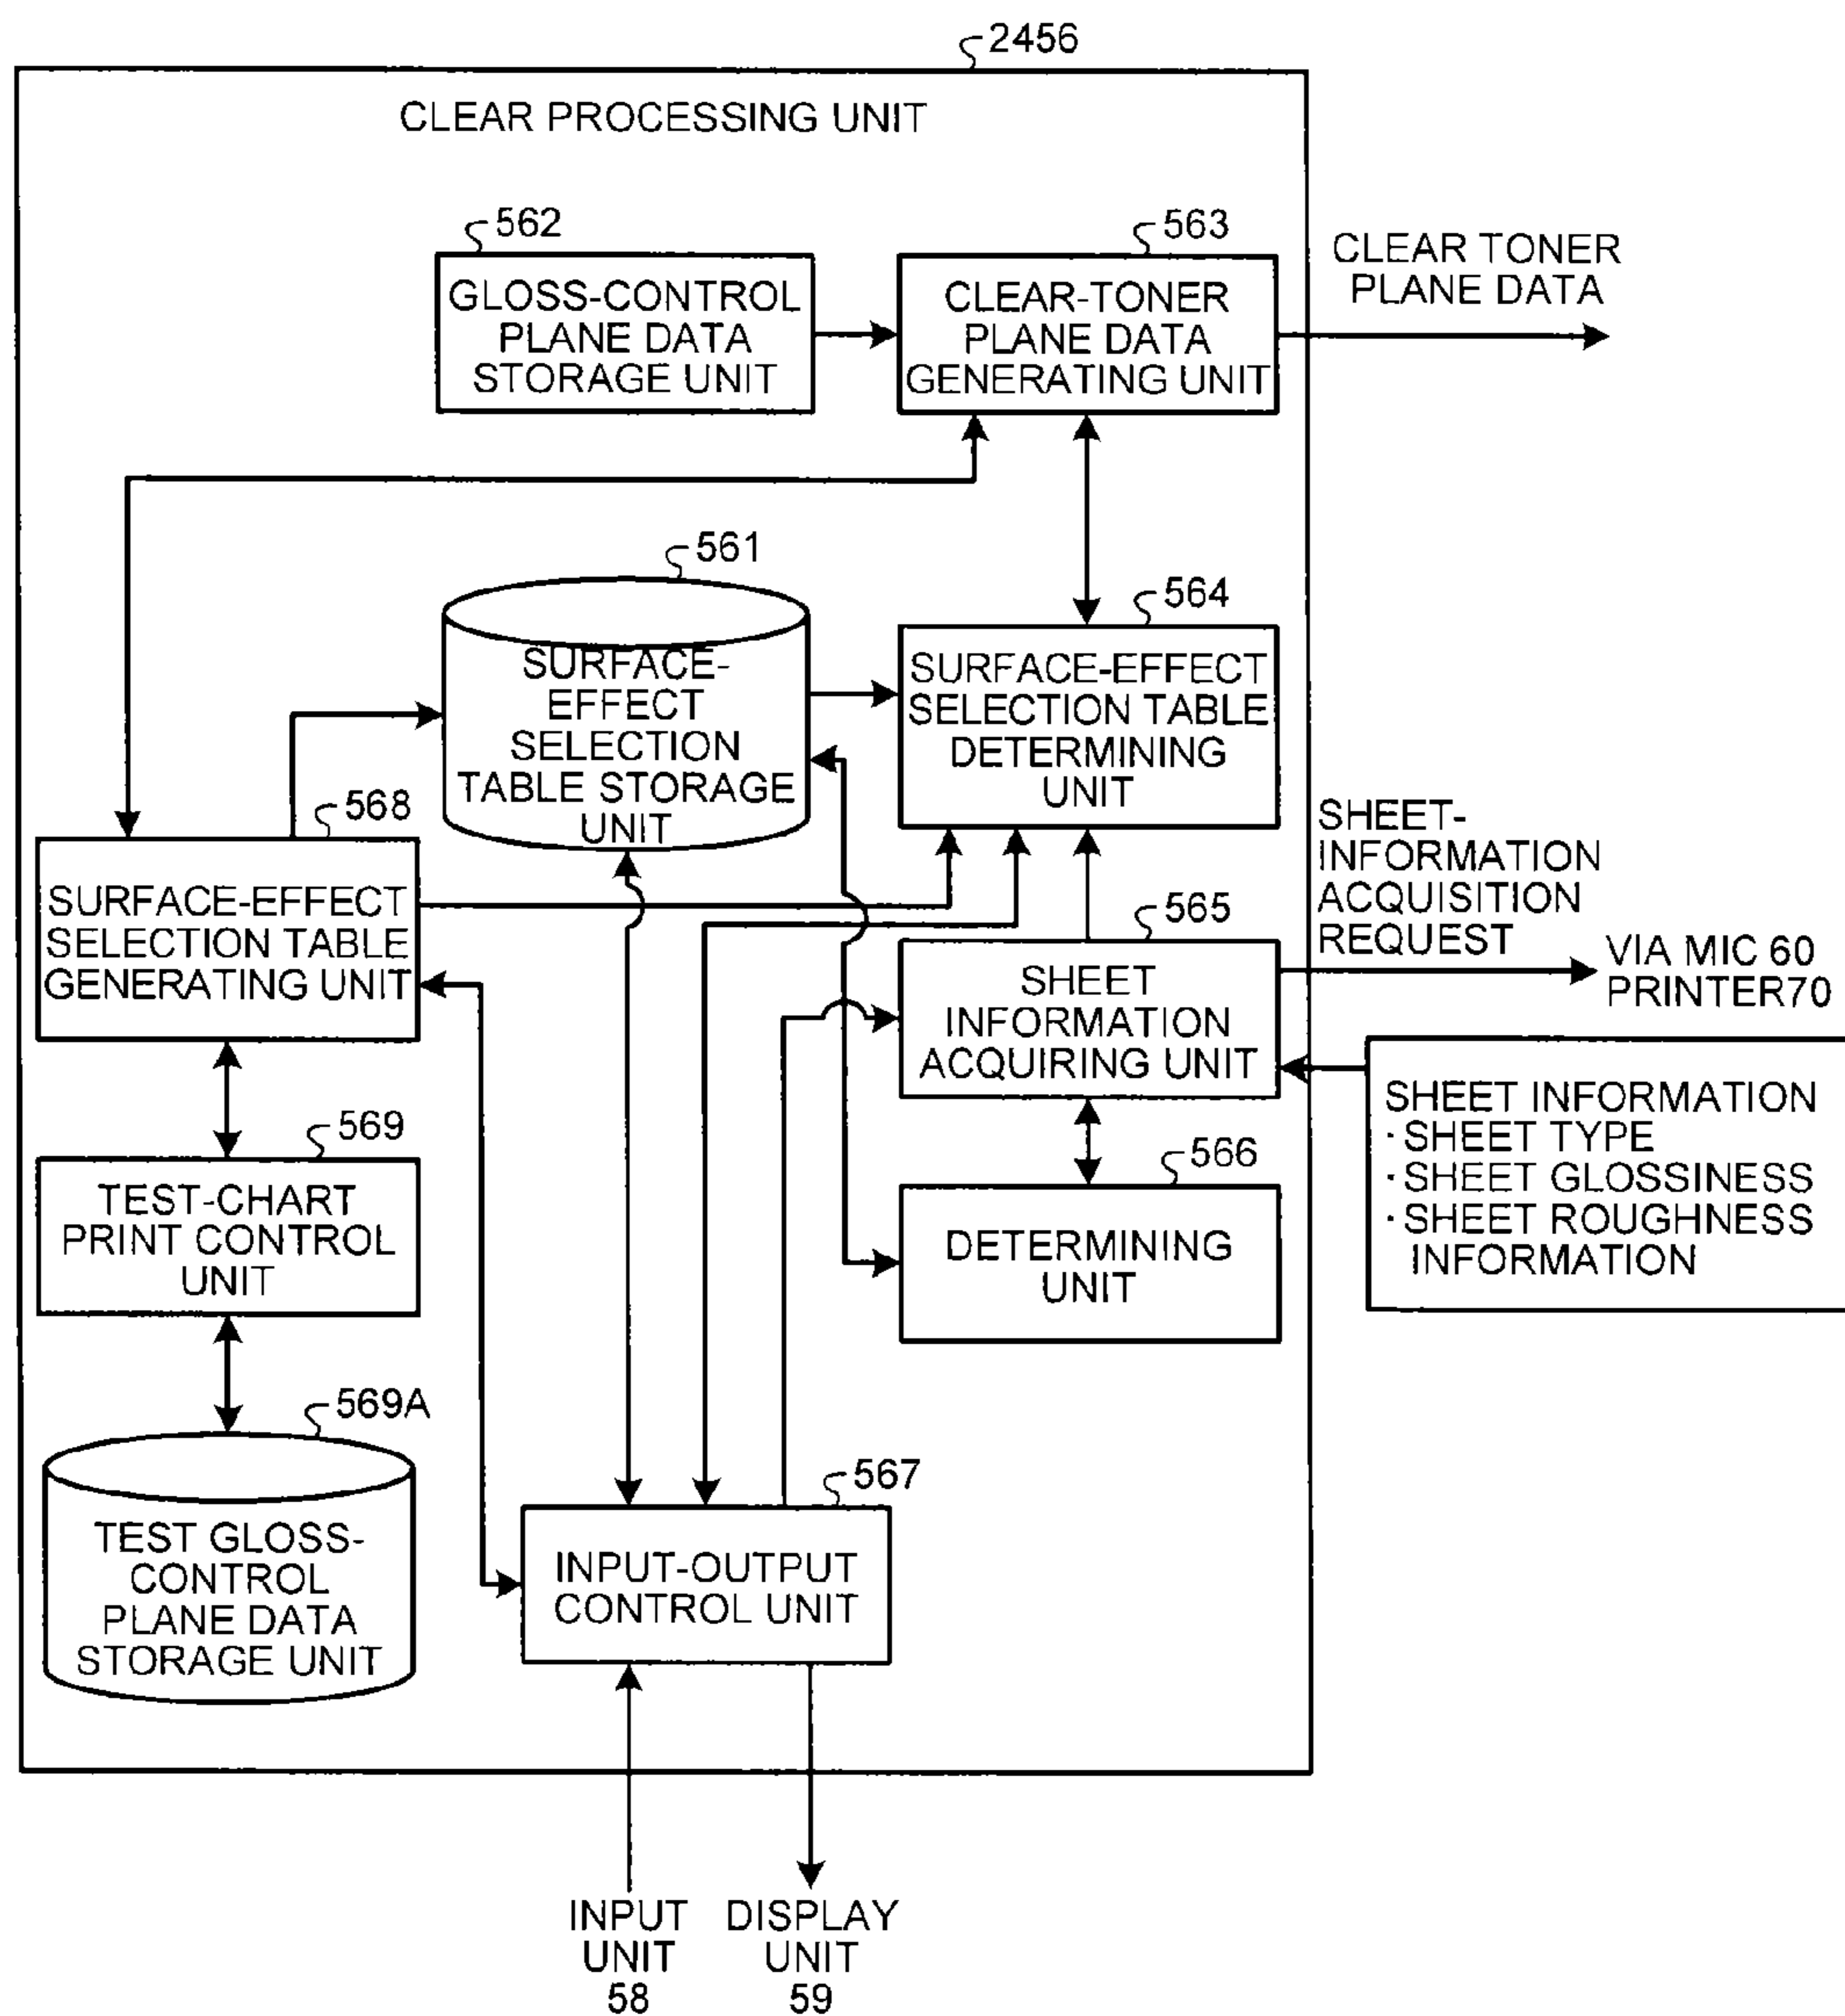 2456
CLEAR PROCESSING UNIT
562
GLOSS-CONTROL
PLANE DATA
STORAGE UNIT
563
CLEAR-TONER
PLANE DATA
GENERATING UNIT
CLEAR TONER
PLANE DATA
561
SURFACE-
EFFECT
SELECTION
TABLE STORAGE
UNIT
564
SURFACE-EFFECT
SELECTION TABLE
DETERMINING
UNIT
568
SURFACE-EFFECT
SELECTION TABLE
GENERATING UNIT
SHEET-
INFORMATION
ACQUISITION
REQUEST
565
SHEET
INFORMATION
ACQUIRING UNIT
VIA MIC 60
PRINTER70
SHEET INFORMATION
·SHEET TYPE
·SHEET GLOSSINESS
·SHEET ROUGHNESS
INFORMATION
569
TEST-CHART
PRINT CONTROL
UNIT
566
DETERMINING
UNIT
569A
TEST GLOSS-
CONTROL
PLANE DATA
STORAGE UNIT
567
INPUT-OUTPUT
CONTROL UNIT
INPUT
UNIT
58
DISPLAY
UNIT
59